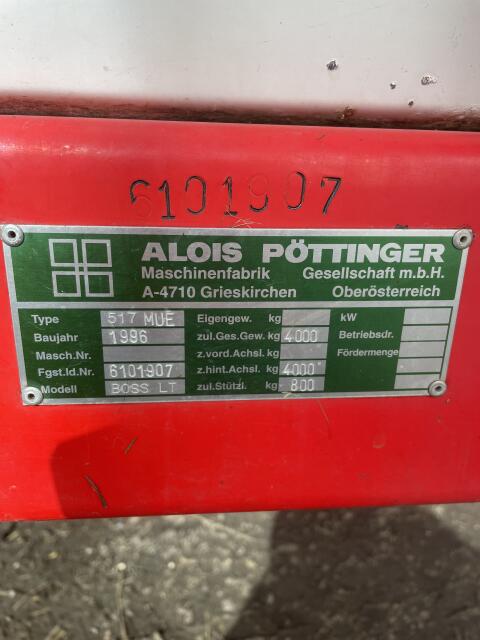 6101907
ALOIS PÖTTINGER
Maschinenfabrik Gesellschaft m.b.H.
A-4710 Grieskirchen Oberösterreich
Type 517 MUE Eigengew. kg kW
Baujahr 1996 zul.Ges.Gew. kg 4000 Betriebsdr.
Masch.Nr. z.vord.Achsl. kg Fördermenge
Fgst.Id.Nr. 6101907 z.hint.Achsl. kg 4000
Modell BOSS LT zul.Stützl. kg 800